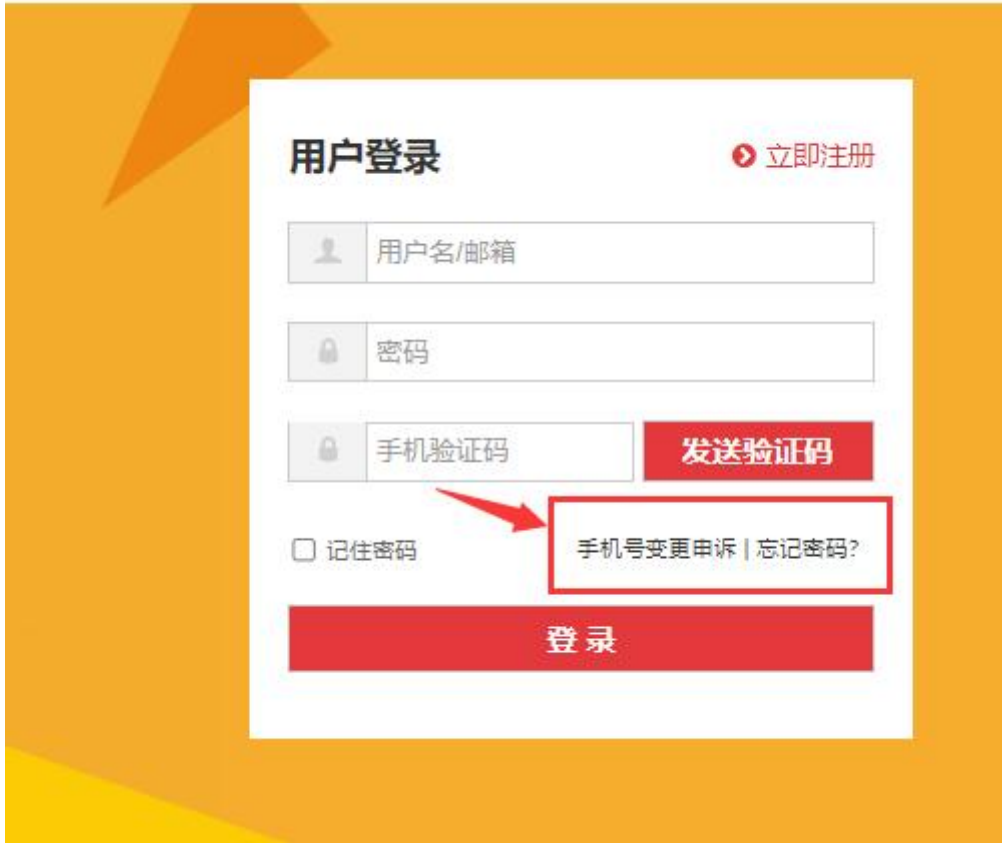 用户登录 立即注册
用户名/邮箱
密码
手机验证码 发送验证码
记住密码 手机号变更申诉 | 忘记密码?
登 录